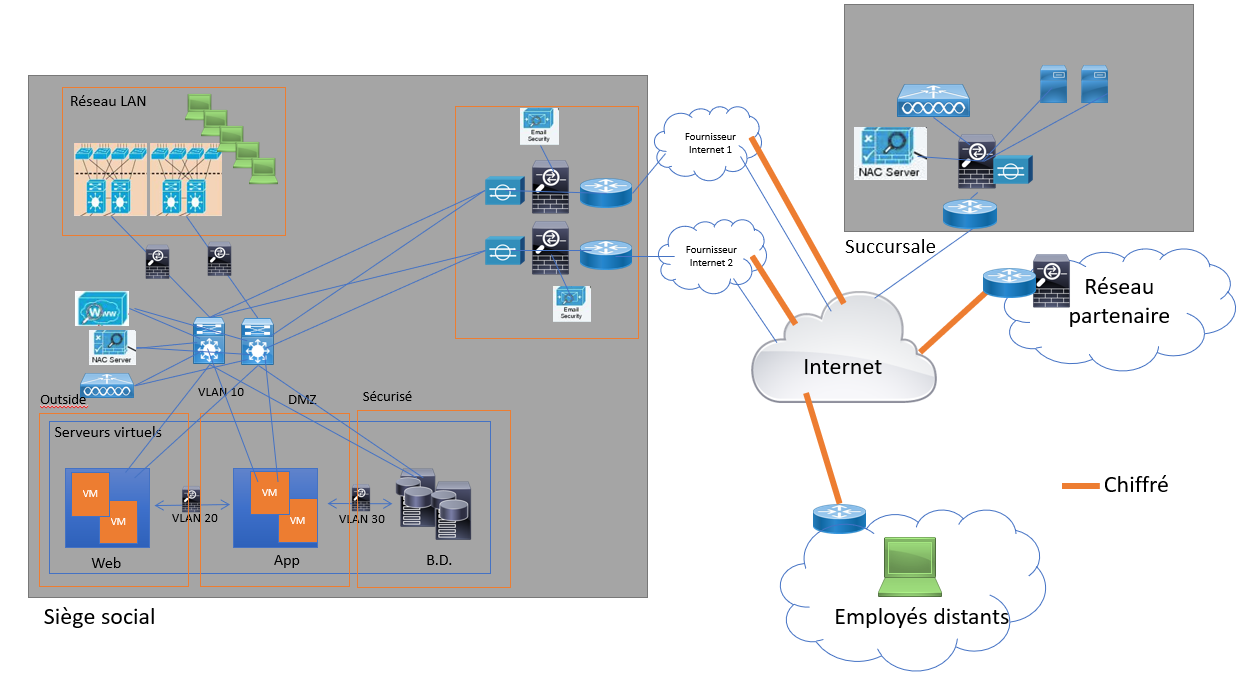 Réseau LAN
Email
Security
Fournisseur
Internet 1
NAC Server
Succursale
Fournisseur
Internet 2
Réseau
partenaire
Email
Security
Www
NAC Server
Internet
VLAN 10
Outside
DMZ
Sécurisé
Serveurs virtuels
VM
VM
VM
VM
VLAN 20
VLAN 30
Web
App
B.D.
Chiffré
Siège social
Employés distants